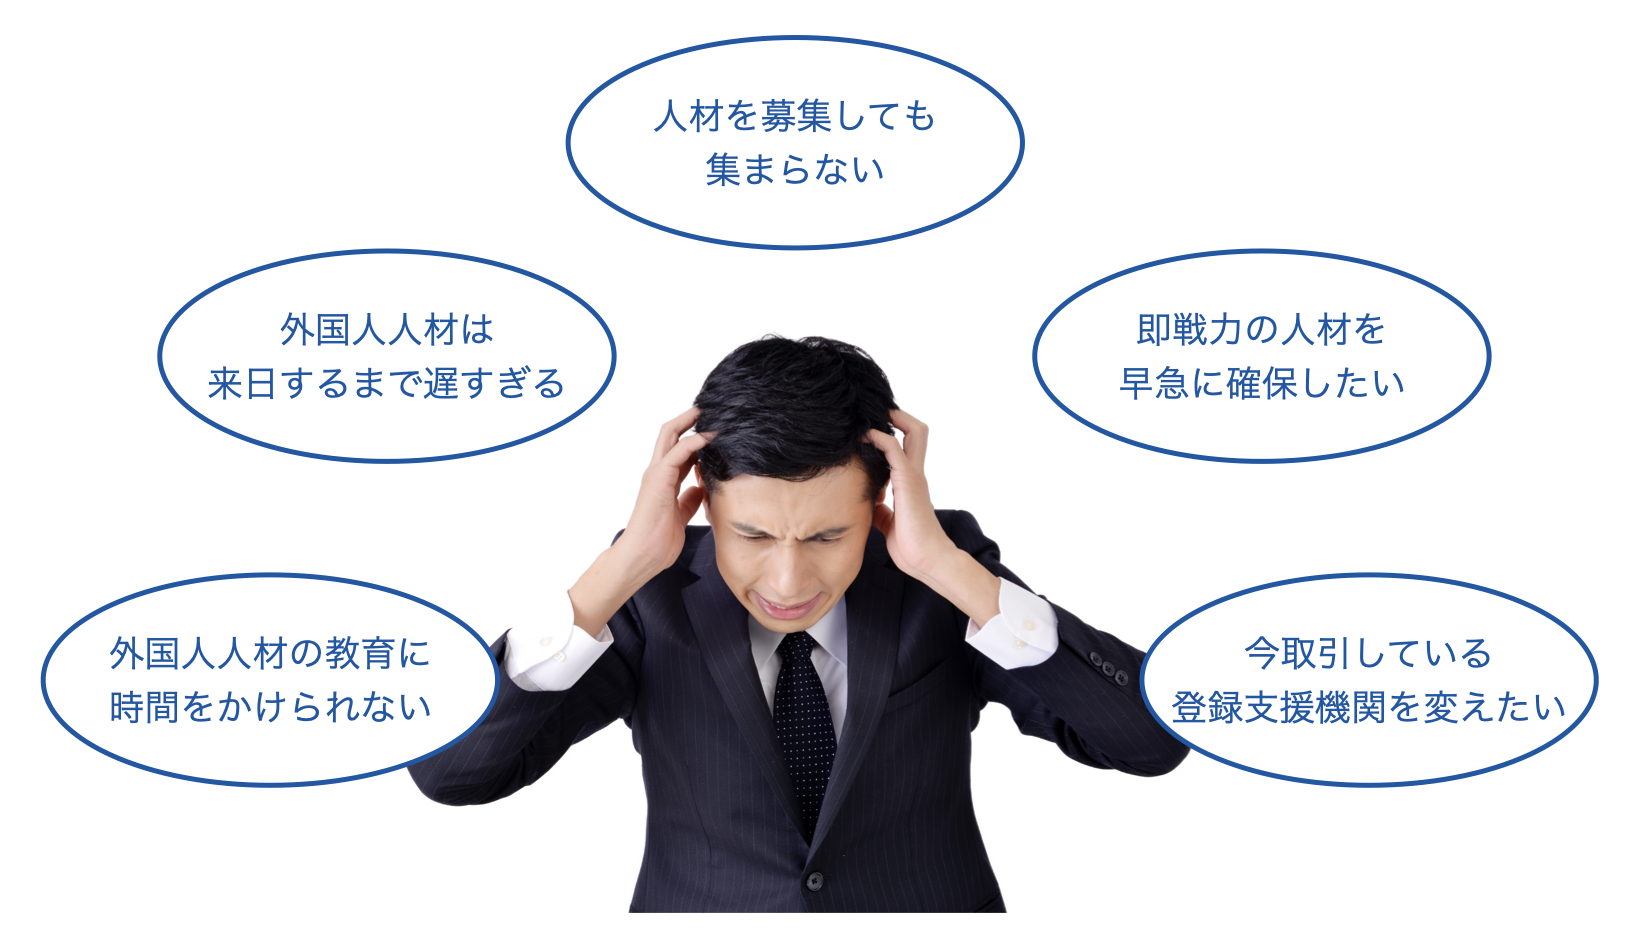 人材を募集しても
集まらない
外国人人材は
来日するまで遅すぎる
即戦力の人材を
早急に確保したい
外国人人材の教育に
時間をかけられない
今取引している
登録支援機関を変えたい